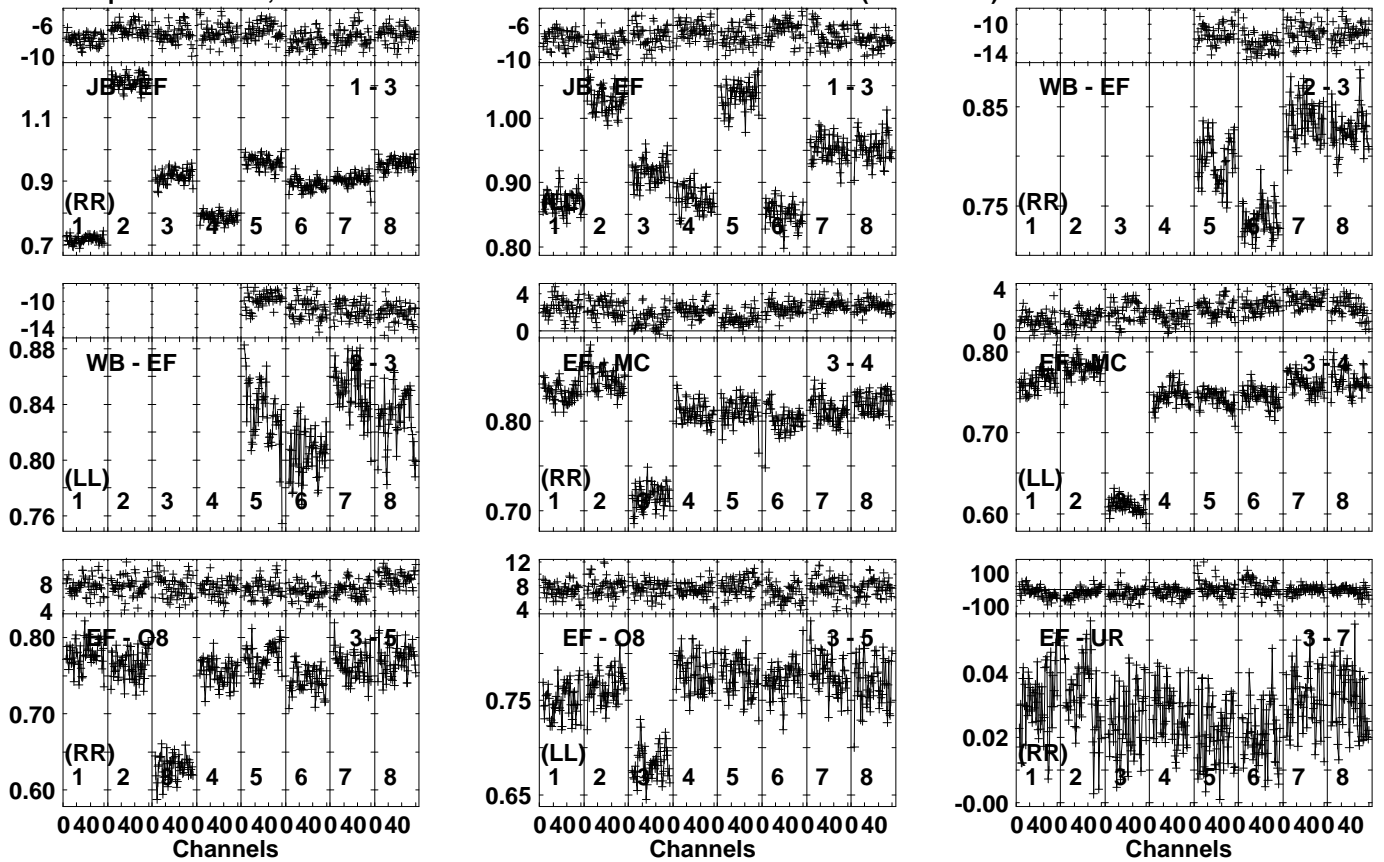 -6
-10
JB - EF 1 - 3
1.1
0.9
(RR)
0.7
1 2 3 4 5 6 7 8
-6
-10
JB - EF 1 - 3
1.00
0.90
(LL)
0.80
1 2 3 4 5 6 7 8
-10
-14
WB - EF 2 - 3
0.85
0.75
(RR)
1 2 3 4 5 6 7 8
-10
-14
0.88
WB - EF 2 - 3
0.84
0.80
(LL)
1 2 3 4 5 6 7 8
0.76
4
0
EF - MC 3 - 4
0.80
(RR)
1 2 3 4 5 6 7 8
0.70
4
0
0.80
EF - MC 3 - 4
0.70
(LL)
1 2 3 4 5 6 7 8
0.60
8
4
0.80
EF - O8 3 - 5
0.70
(RR)
1 2 3 4 5 6 7 8
0.60
0 40 0 40 0 40 0 40 0 40 0 40 0 40 0 40
Channels
12
8
4
EF - O8 3 - 5
0.75
(LL)
1 2 3 4 5 6 7 8
0.65
0 40 0 40 0 40 0 40 0 40 0 40 0 40 0 40
Channels
100
-100
EF - UR 3 - 7
0.04
0.02
(RR)
1 2 3 4 5 6 7 8
-0.00
0 40 0 40 0 40 0 40 0 40 0 40 0 40 0 40
Channels